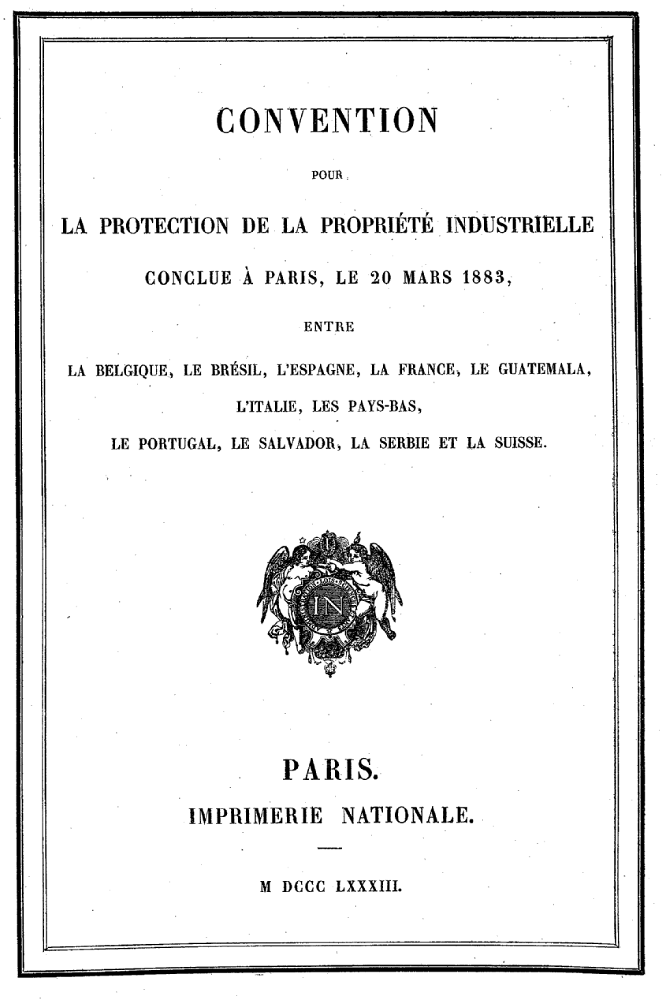 CONVENTION
POUR
LA PROTECTION DE LA PROPRIÉTÉ INDUSTRIELLE
CONCLUE À PARIS, LE 20 MARS 1883,
ENTRE
LA BELGIQUE, LE BRÉSIL, L'ESPAGNE, LA FRANCE, LE GUATEMALA,
L'ITALIE, LES PAYS-BAS,
LE PORTUGAL, LE SALVADOR, LA SERBIE ET LA SUISSE.
LOIS
IN
PARIS.
IMPRIMERIE NATIONALE.
M DCCC LXXXIII.